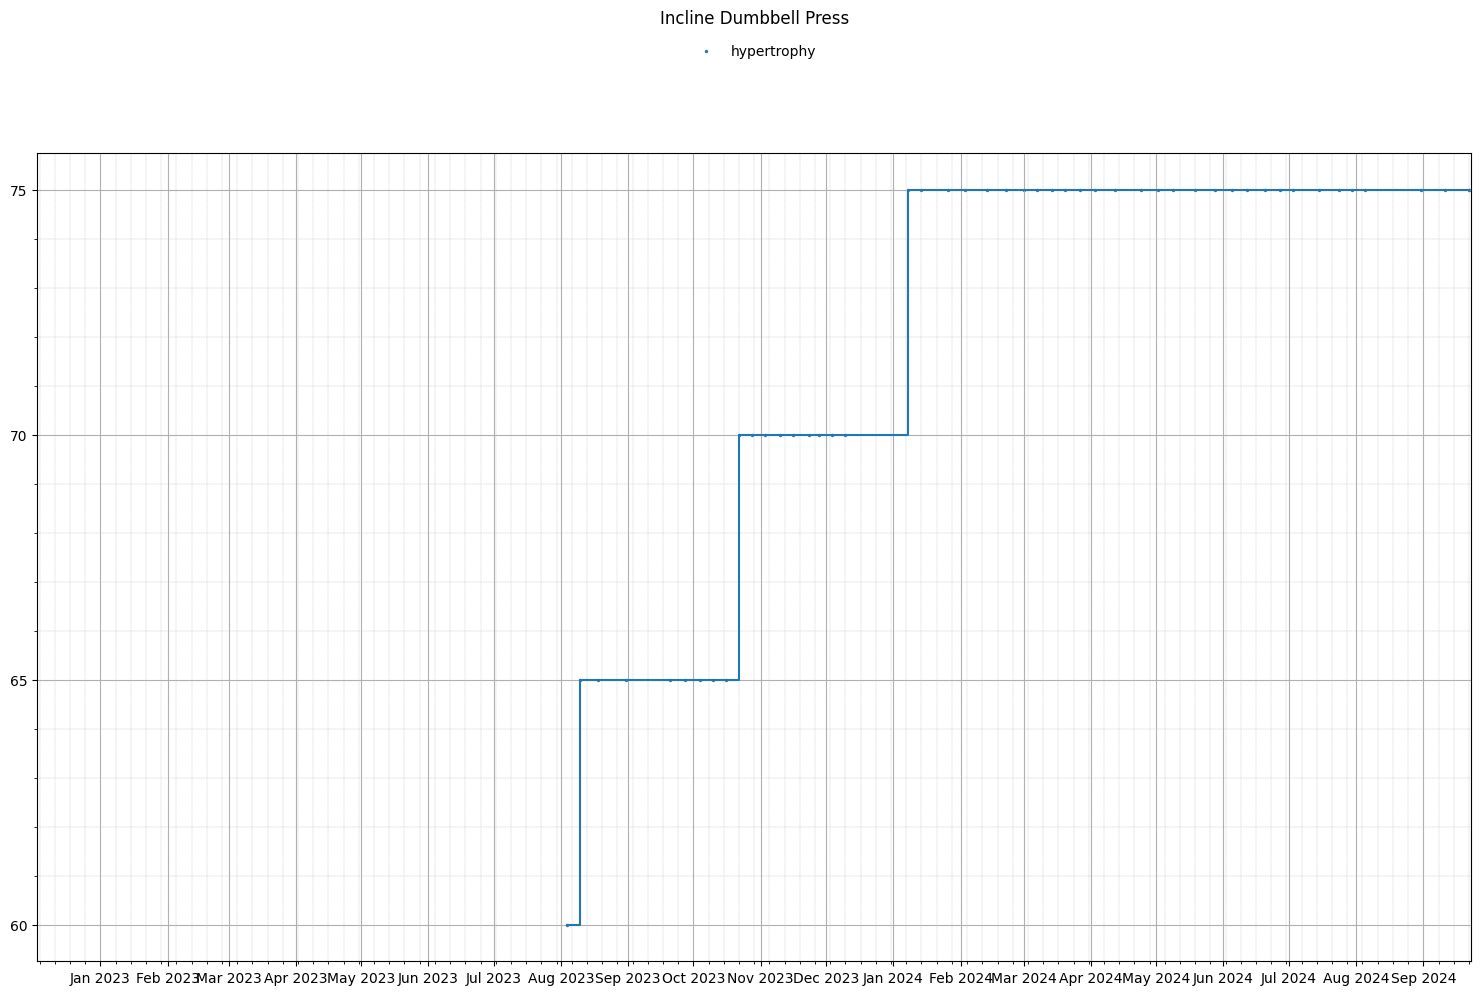 Incline Dumbbell Press
hypertrophy
75
70
65
60
Jan 2023 Feb 2023 Mar 2023 Apr 2023 May 2023 Jun 2023 Jul 2023 Aug 2023 Sep 2023 Oct 2023 Nov 2023 Dec 2023 Jan 2024 Feb 2024 Mar 2024 Apr 2024 May 2024 Jun 2024 Jul 2024 Aug 2024 Sep 2024